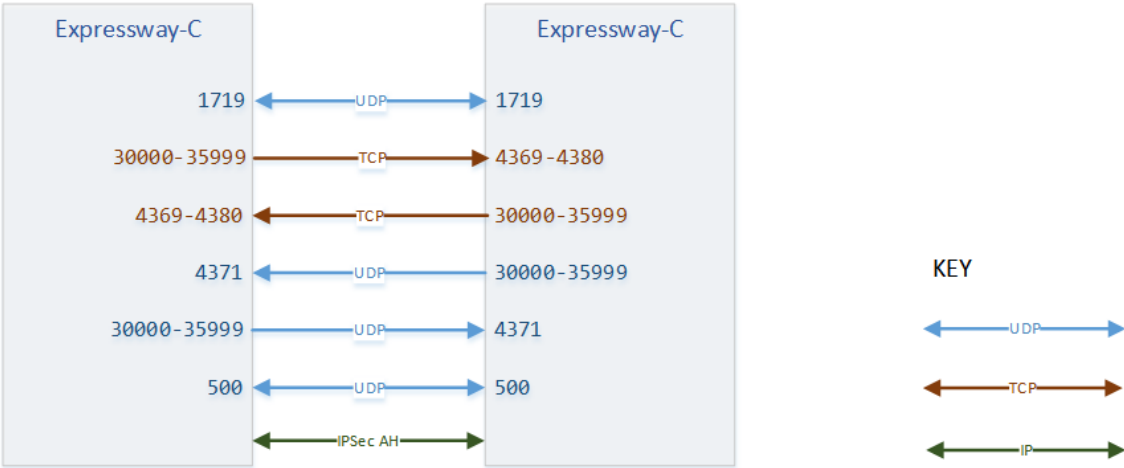 Expressway-C Expressway-C
1719 UDP 1719
30000-35999 TCP 4369-4380
4369-4380 TCP 30000-35999
4371 UDP 30000-35999
KEY
30000-35999 UDP 4371
UDP
500 UDP 500
TCP
IPSec AH
IP